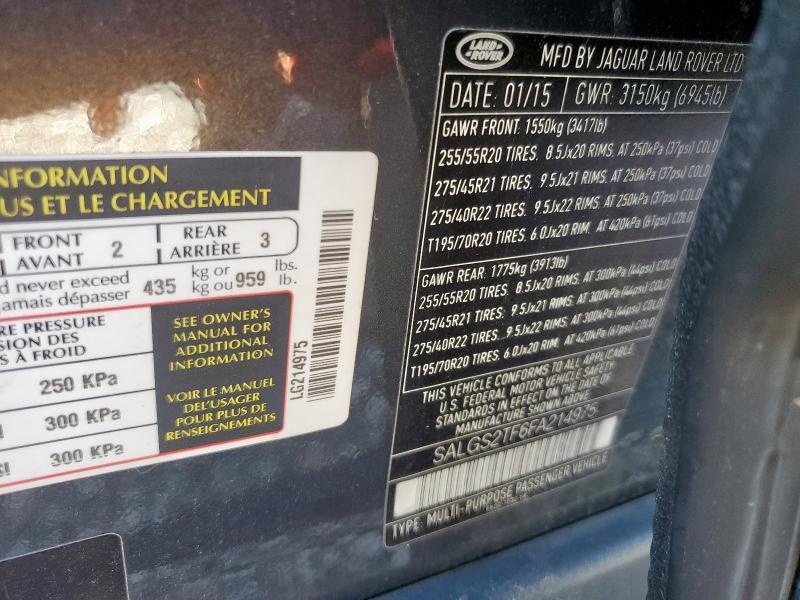 NFORMATION
US ET LE CHARGEMENT
FRONT
AVANT 2
REAR
ARRIÈRE 3
d never exceed
jamais dépasser 435 kg or
kg ou 959 lbs.
lb.
RE PRESSURE
SION DES
S À FROID
250 KPa
300 KPa
300 KPa
SEE OWNER'S
MANUAL FOR
ADDITIONAL
INFORMATION
VOIR LE MANUEL
DEL'USAGER
POUR PLUS DE
RENSEIGNEMENTS
LG214975
LAND
ROVER
MFD BY JAGUAR LAND ROVER LTD
DATE: 01/15 GWR: 3150kg (6945lb)
GAWR FRONT: 1550kg (3417lb)
255/55R20 TIRES. 8.5Jx20 RIMS. AT 250kPa (37psi) COLD
275/45R21 TIRES. 9.5Jx21 RIMS. AT 250kPa (37psi) COLD
275/40R22 TIRES. 9.5Jx22 RIMS. AT 250kPa (37psi) COLD
T195/70R20 TIRES. 6.0Jx20 RIM. AT 420kPa (61psi) COLD
GAWR REAR: 1775kg (3913lb)
255/55R20 TIRES. 8.5Jx20 RIMS. AT 300kPa (44psi) COLD
275/45R21 TIRES. 9.5Jx21 RIMS. AT 300kPa (44psi) COLD
275/40R22 TIRES. 9.5Jx22 RIMS. AT 300kPa (44psi) COLD
T195/70R20 TIRES. 6.0Jx20 RIM. AT 420kPa (61psi) COLD
THIS VEHICLE CONFORMS TO ALL APPLICABLE
U.S. FEDERAL MOTOR VEHICLE SAFETY
STANDARDS IN EFFECT ON THE DATE OF
MANUFACTURE.
SALGS2TF6FA214975
TYPE: MULTI-PURPOSE PASSENGER VEHICLE